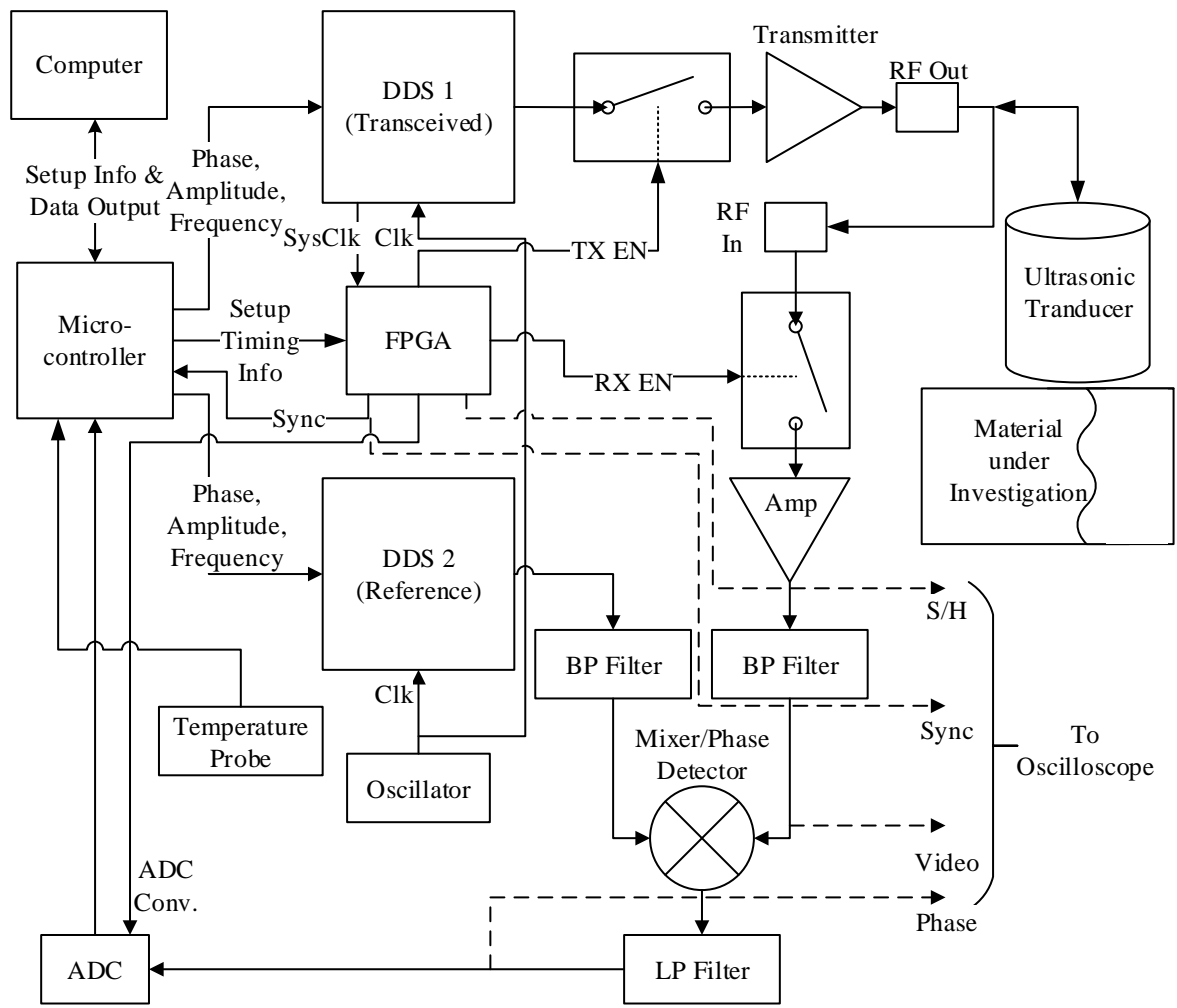 Computer
Setup Info &
Data Output
Micro-
controller
Phase,
Amplitude,
Frequency
DDS 1
(Transceived)
SysClk
Clk
TX EN
Transmitter
RF Out
RF
In
Ultrasonic
Tranducer
Setup
Timing
Info
FPGA
RX EN
Sync
Material
under
Investigation
Amp
Phase,
Amplitude,
Frequency
DDS 2
(Reference)
Clk
S/H
BP Filter
BP Filter
Temperature
Probe
Oscillator
Mixer/Phase
Detector
Sync
To
Oscilloscope
Video
Phase
ADC
Conv.
ADC
LP Filter